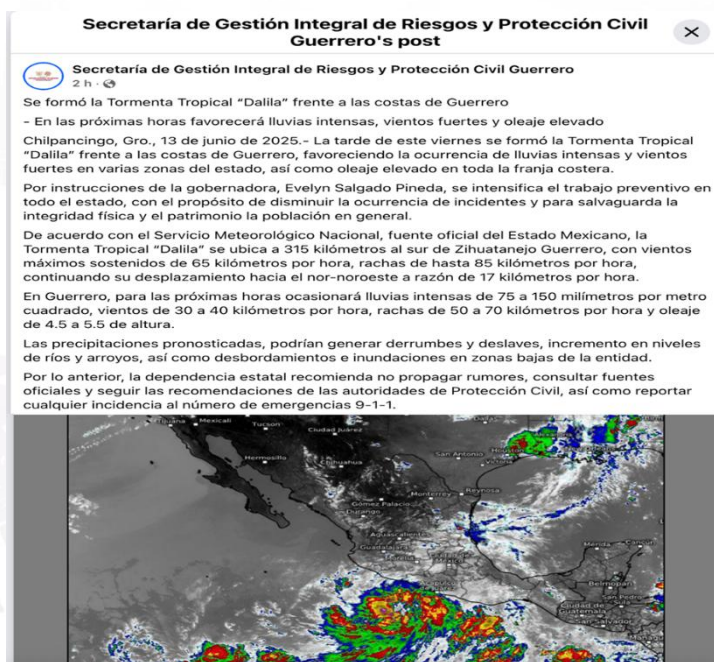 Secretaría de Gestión Integral de Riesgos y Protección Civil
Guerrero's post
Secretaría de Gestión Integral de Riesgos y Protección Civil Guerrero
2 h ·
Se formó la Tormenta Tropical “Dalila” frente a las costas de Guerrero
- En las próximas horas favorecerá lluvias intensas, vientos fuertes y oleaje elevado
Chilpancingo, Gro., 13 de junio de 2025.- La tarde de este viernes se formó la Tormenta Tropical
“Dalila” frente a las costas de Guerrero, favoreciendo la ocurrencia de lluvias intensas y vientos
fuertes en varias zonas del estado, así como oleaje elevado en toda la franja costera.
Por instrucciones de la gobernadora, Evelyn Salgado Pineda, se intensifica el trabajo preventivo en
todo el estado, con el propósito de disminuir la ocurrencia de incidentes y para salvaguarda la
integridad física y el patrimonio la población en general.
De acuerdo con el Servicio Meteorológico Nacional, fuente oficial del Estado Mexicano, la
Tormenta Tropical “Dalila” se ubica a 315 kilómetros al sur de Zihuatanejo Guerrero, con vientos
máximos sostenidos de 65 kilómetros por hora, rachas de hasta 85 kilómetros por hora,
continuando su desplazamiento hacia el nor-noroeste a razón de 17 kilómetros por hora.
En Guerrero, para las próximas horas ocasionará lluvias intensas de 75 a 150 milímetros por metro
cuadrado, vientos de 30 a 40 kilómetros por hora, rachas de 50 a 70 kilómetros por hora y oleaje
de 4.5 a 5.5 de altura.
Las precipitaciones pronosticadas, podrían generar derrumbes y deslaves, incremento en niveles
de ríos y arroyos, así como desbordamientos e inundaciones en zonas bajas de la entidad.
Por lo anterior, la dependencia estatal recomienda no propagar rumores, consultar fuentes
oficiales y seguir las recomendaciones de las autoridades de Protección Civil, así como reportar
cualquier incidencia al número de emergencias 9-1-1.
Tijuana Mexicali Tucson
Ciudad Juárez
Houston
San Antonio
Victoria
Hermosillo
Chihuahua
Monterrey Reynosa
Gómez Palacio
Durango
Aguascalientes
Guadalajara
Mérida Cancún
Acapulco
Belmopan
San Pedro
Ciudad de
Guatemala
San Salvador
Managua